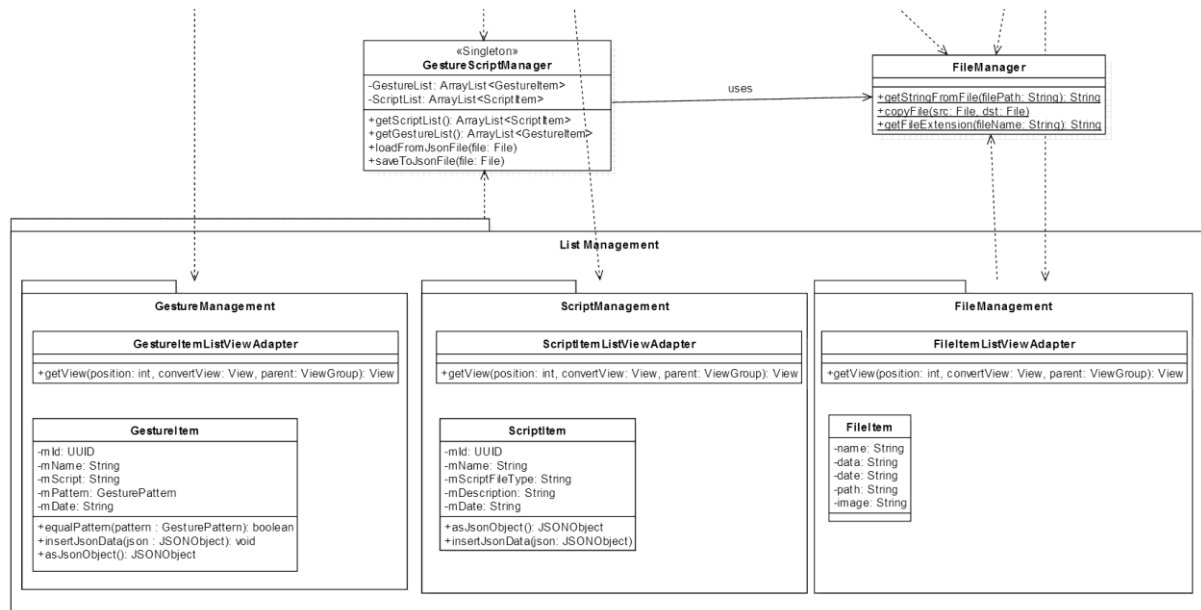 «Singleton»
GestureScriptManager
-GestureList: ArrayList<GestureItem>
-ScriptList: ArrayList<ScriptItem>
+getScriptList(): ArrayList<ScriptItem>
+getGestureList(): ArrayList<GestureItem>
+loadFromJsonFile(file: File)
+saveToJsonFile(file: File)
uses
FileManager
+getStringFromFile(filePath: String): String
+copyFile(src: File, dst: File)
+getFileExtension(fileName: String): String
List Management
GestureManagement
GestureItemListViewAdapter
+getView(position: int, convertView: View, parent: ViewGroup): View
GestureItem
-mId: UUID
-mName: String
-mScript: String
-mPattern: GesturePattern
-mDate: String
+equalPattern(pattern : GesturePattern): boolean
+insertJsonData(json : JSONObject): void
+asJsonObject(): JSONObject
ScriptManagement
ScriptItemListViewAdapter
+getView(position: int, convertView: View, parent: ViewGroup): View
ScriptItem
-mId: UUID
-mName: String
-mScriptFileType: String
-mDescription: String
-mDate: String
+asJsonObject(): JSONObject
+insertJsonData(json: JSONObject)
FileManagement
FileItemListViewAdapter
+getView(position: int, convertView: View, parent: ViewGroup): View
FileItem
-name: String
-data: String
-date: String
-path: String
-image: String